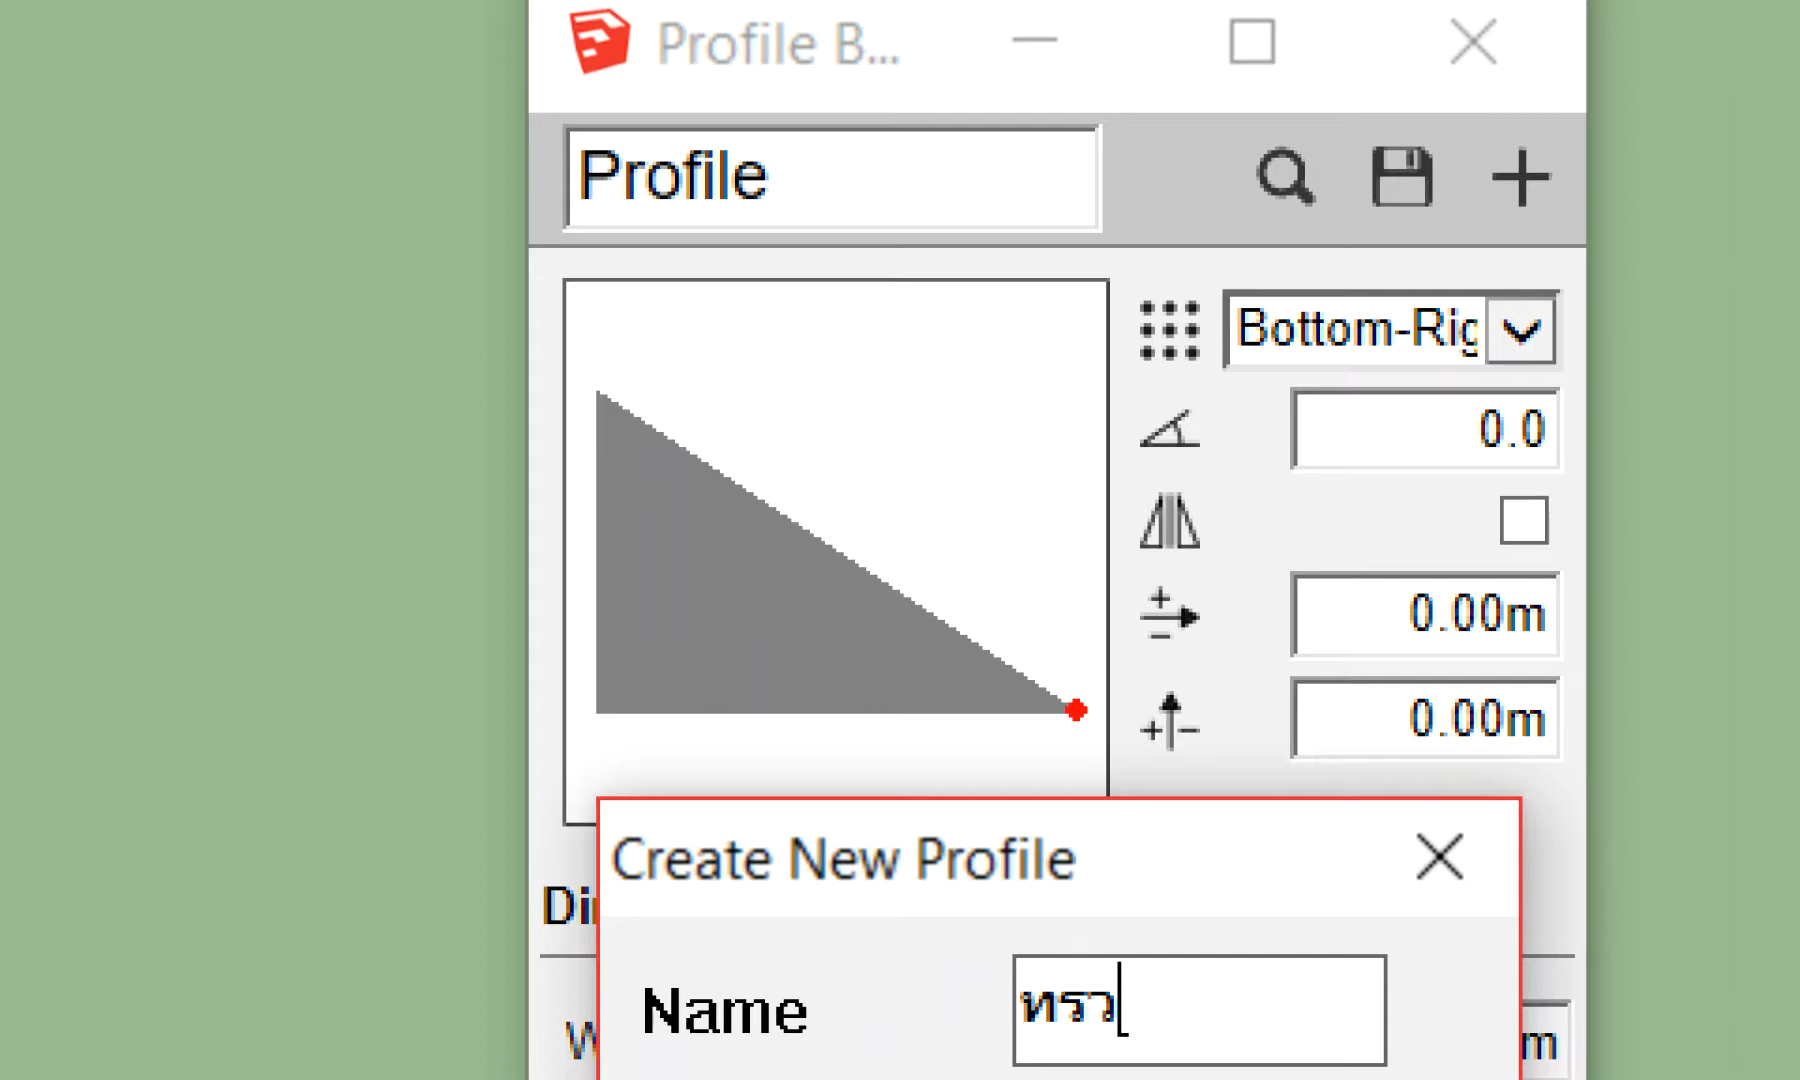 Profile B...
Profile
Bottom-Rig
0.0
0.00m
0.00m
Create New Profile
Name
ทรว
m